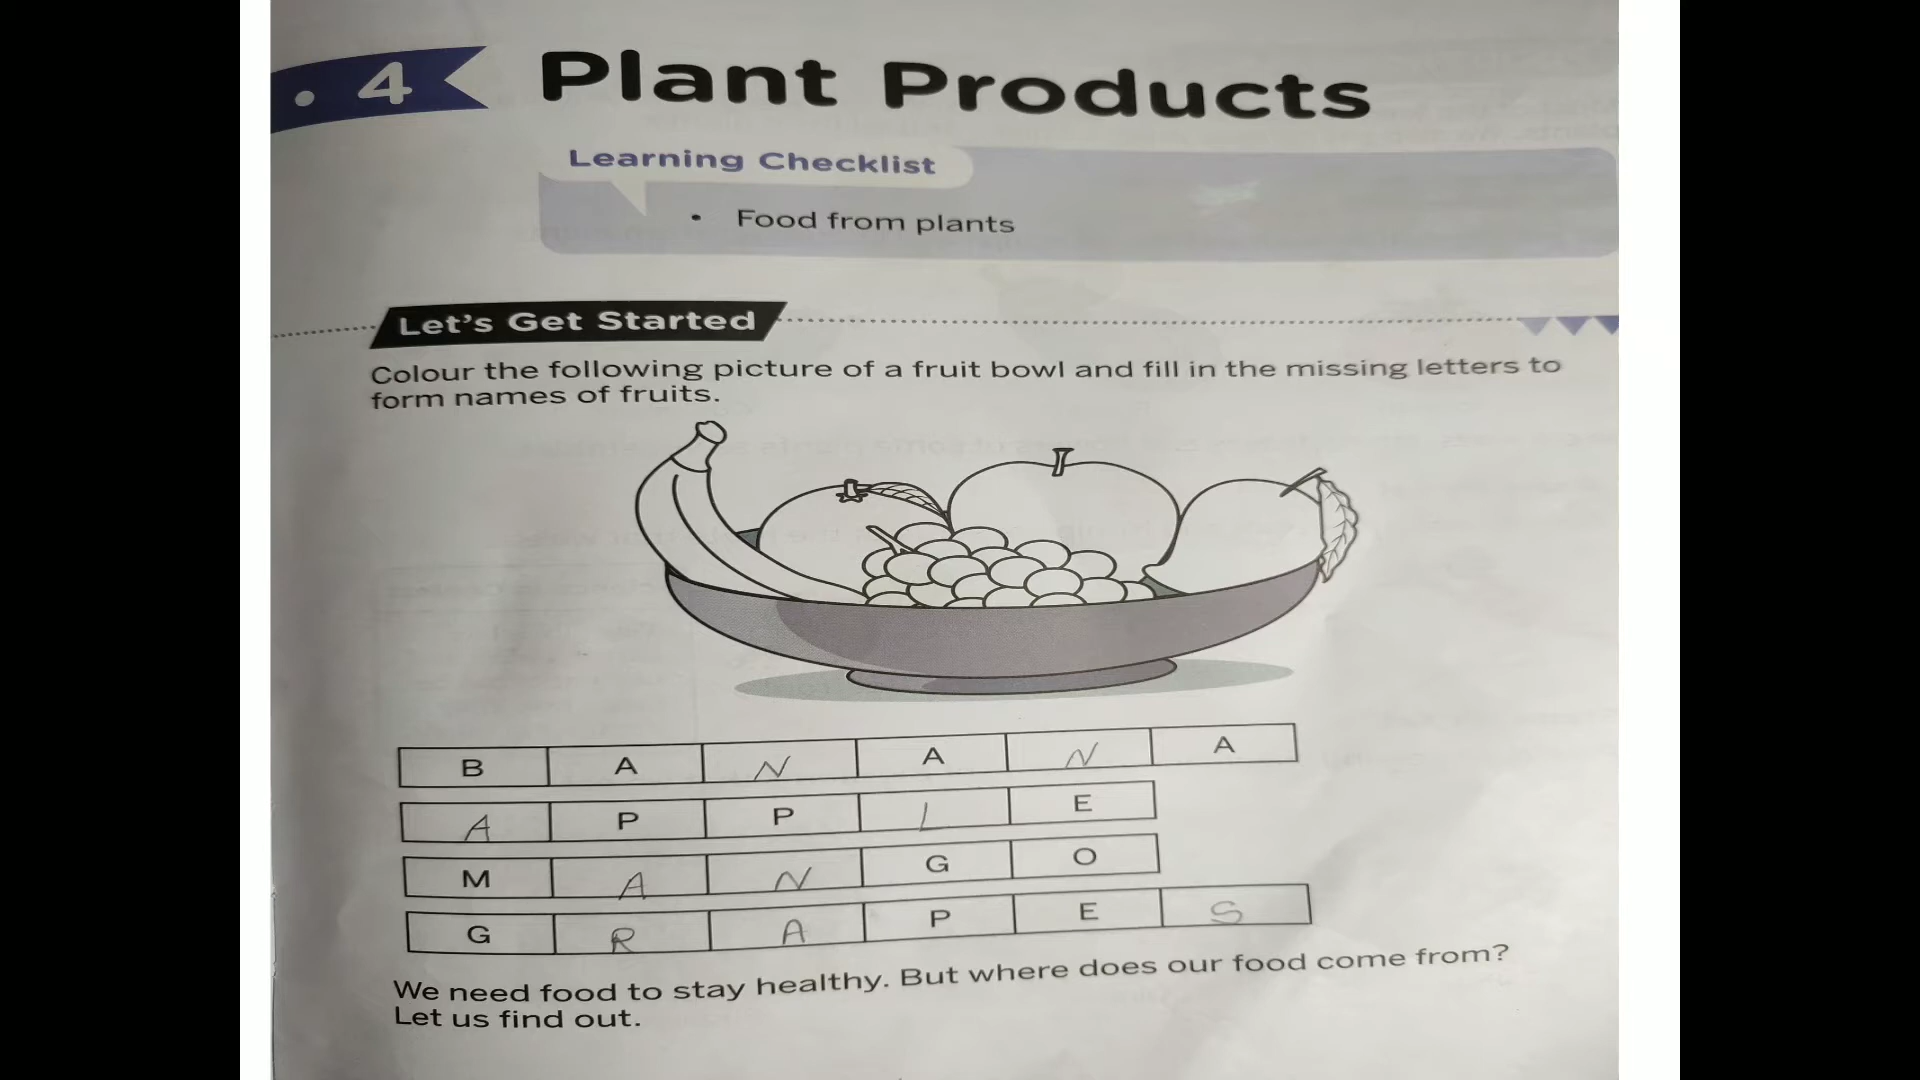 • 4
Plant Products
Learning Checklist
• Food from plants
Let's Get Started
Colour the following picture of a fruit bowl and fill in the missing letters to
form names of fruits.
B A N A N A
A P P L E
M A N G O
G R A P E S
We need food to stay healthy. But where does our food come from?
Let us find out.